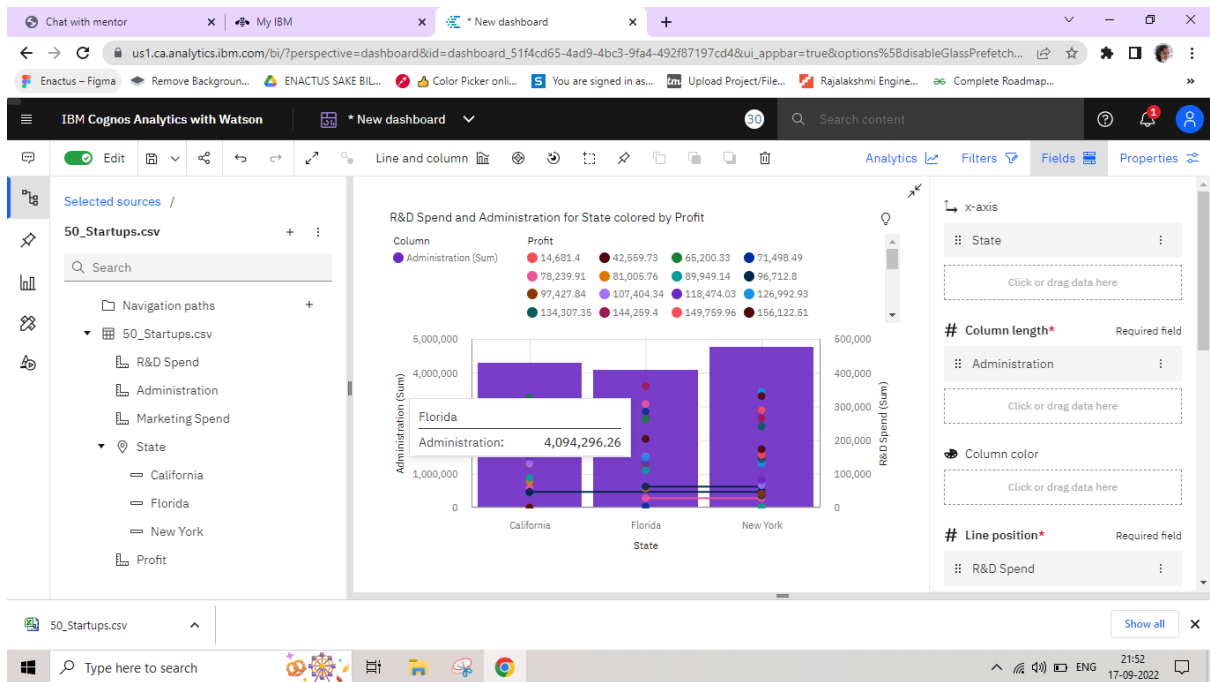 Chat with mentor
My IBM
* New dashboard
us1.ca.analytics.ibm.com/bi/?perspective=dashboard&id=dashboard_51f4cd65-4ad9-4bc3-9fa4-492f87197cd4&ui_appbar=true&options%5BdisableGlassPrefetch...
Enactus – Figma
Remove Backgroun...
ENACTUS SAKE BIL...
Color Picker onli...
You are signed in as...
Upload Project/File...
Rajalakshmi Engine...
Complete Roadmap...
»
IBM Cognos Analytics with Watson
* New dashboard
30
Search content
1
Edit
Line and column
Analytics
Filters
Fields
Properties
Selected sources /
50_Startups.csv
Search
Navigation paths
50_Startups.csv
R&D Spend
Administration
Marketing Spend
State
California
Florida
New York
Profit
R&D Spend and Administration for State colored by Profit
Column
Administration (Sum)
Profit
14,681.4 42,559.73 65,200.33 71,498.49
78,239.91 81,005.76 89,949.14 96,712.8
97,427.84 107,404.34 118,474.03 126,992.93
134,307.35 144,259.4 149,759.96 156,122.51
5,000,000
4,000,000
1,000,000
0
Administration (Sum)
500,000
400,000
300,000
200,000
100,000
0
R&D Spend (Sum)
Florida
Administration: 4,094,296.26
California Florida New York
State
x-axis
State
Click or drag data here
# Column length* Required field
Administration
Click or drag data here
Column color
Click or drag data here
# Line position* Required field
R&D Spend
50_Startups.csv
Show all
Type here to search
ENG
21:52
17-09-2022